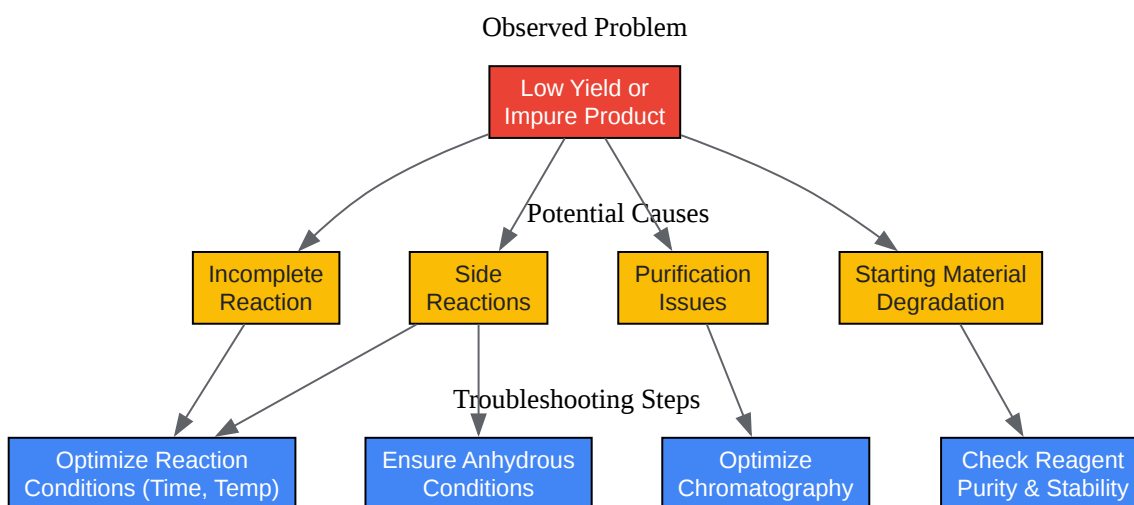 Observed Problem
Low Yield or
Impure Product
Potential Causes
Incomplete
Reaction
Side
Reactions
Purification
Issues
Starting Material
Degradation
Troubleshooting Steps
Optimize Reaction
Conditions (Time, Temp)
Ensure Anhydrous
Conditions
Optimize
Chromatography
Check Reagent
Purity & Stability